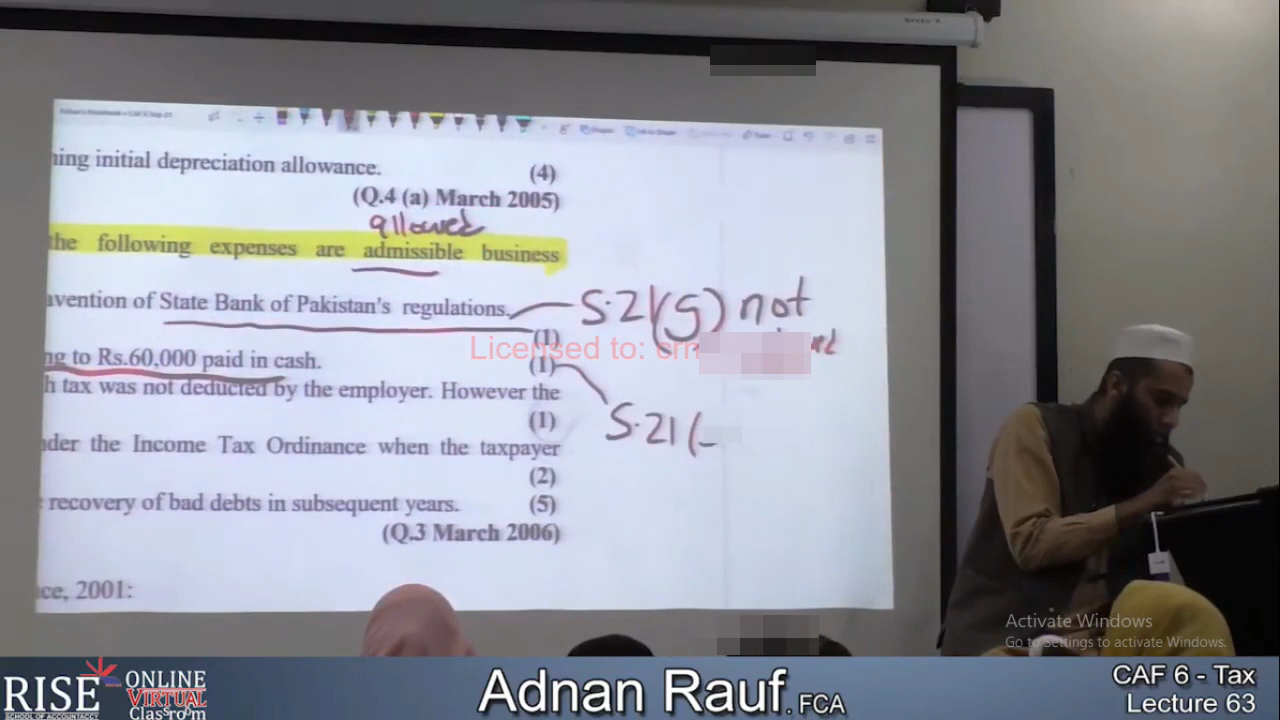 ning initial depreciation allowance. (4)
(Q.4 (a) March 2005)
allowed
the following expenses are admissible business
avention of State Bank of Pakistan's regulations. S.21(g) not
(1)
Licensed to:
ng to Rs.60,000 paid in cash. (1)
h tax was not deducted by the employer. However the
(1) S.21(
nder the Income Tax Ordinance when the taxpayer
(2)
recovery of bad debts in subsequent years. (5)
(Q.3 March 2006)
ce, 2001:
Activate Windows
Go to Settings to activate Windows.
RISE ONLINE VIRTUAL Classroom
SCHOOL OF ACCOUNTANCY
Adnan Rauf. FCA
CAF 6 - Tax
Lecture 63